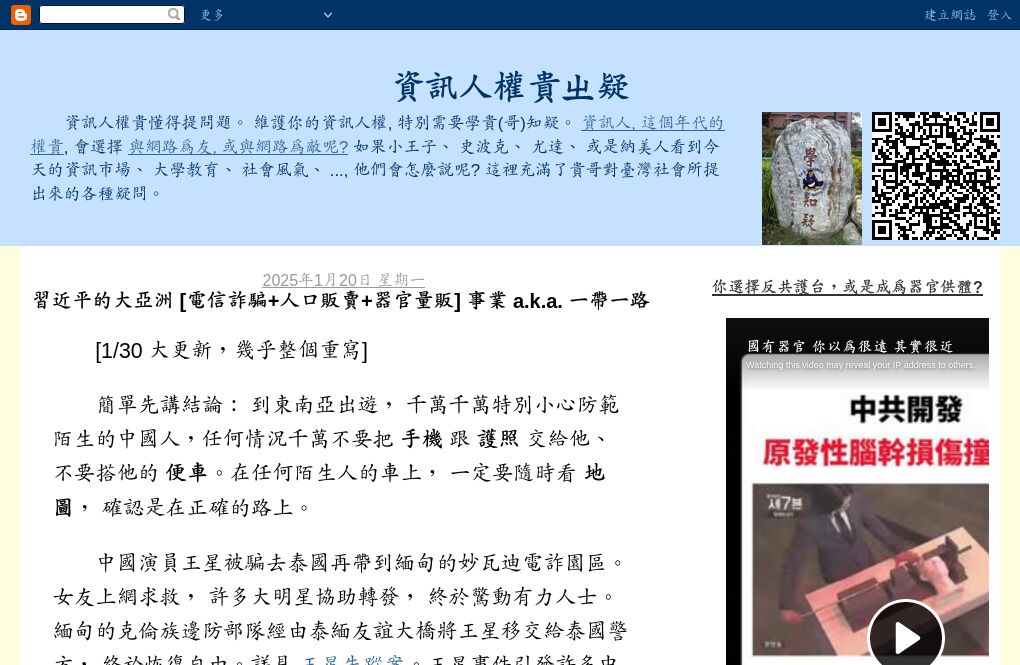 更多
建立網誌 登入
資訊人權貴出疑
資訊人權貴懂得提問題。 維護你的資訊人權, 特別需要學貴(哥)知疑。 資訊人, 這個年代的
權貴, 會選擇 與網路為友, 或與網路為敵呢? 如果小王子、 史波克、 尤達、 或是納美人看到今
天的資訊市場、 大學教育、 社會風氣、 ..., 他們會怎麼說呢? 這裡充滿了貴哥對臺灣社會所提
出來的各種疑問。
學
知
疑
2025年1月20日 星期一
習近平的大亞洲 [電信詐騙+人口販賣+器官量販] 事業 a.k.a. 一帶一路
[1/30 大更新，幾乎整個重寫]
簡單先講結論： 到東南亞出遊， 千萬千萬特別小心防範
陌生的中國人，任何情況千萬不要把 手機 跟 護照 交給他、
不要搭他的 便車。在任何陌生人的車上， 一定要隨時看 地
圖， 確認是在正確的路上。
中國演員王星被騙去泰國再帶到緬甸的妙瓦迪電詐園區。
女友上網求救， 許多大明星協助轉發， 終於驚動有力人士。
緬甸的克倫族邊防部隊經由泰緬友誼大橋將王星移交給泰國警
方， 終於恢復自由。詳見 王星失蹤案。王星事件引發許多中
你選擇反共護台，或是成為器官供體?
國有器官 你以為很遠 其實很近
Watching this video may reveal your IP address to others.
中共開發
原發性腦幹損傷撞
세7븐